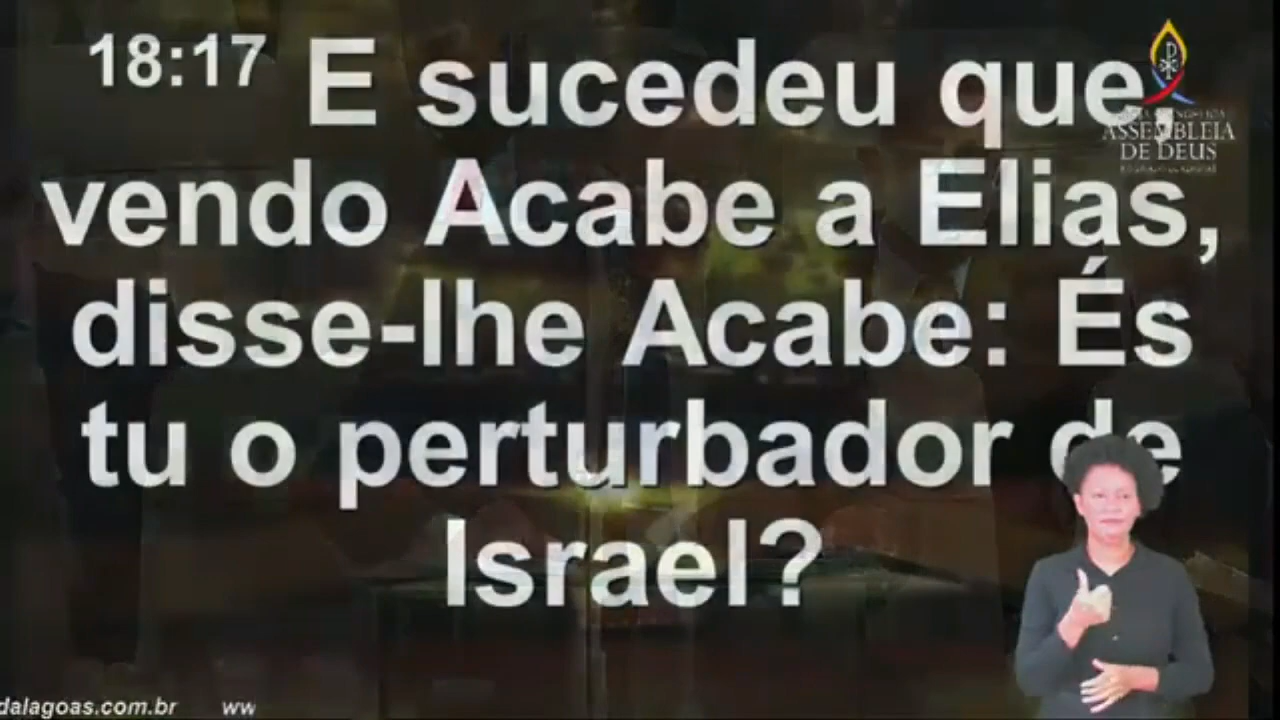 18:17 E sucedeu que,
vendo Acabe a Elias,
disse-lhe Acabe: És
tu o perturbador de
Israel?
ASSEMBLEIA
DE DEUS
dalagoas.com.br ww